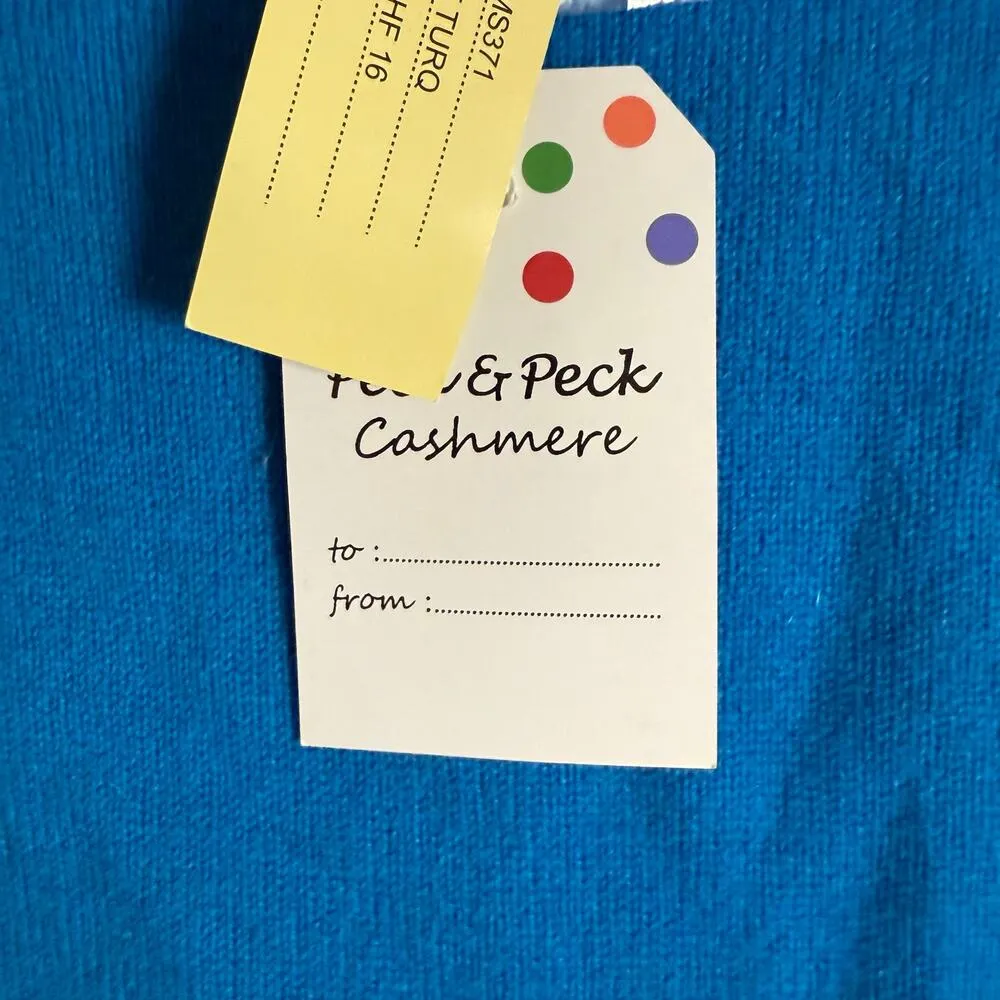 MS371
TURQ
HF 16
& Peck
Cashmere
to :
from :